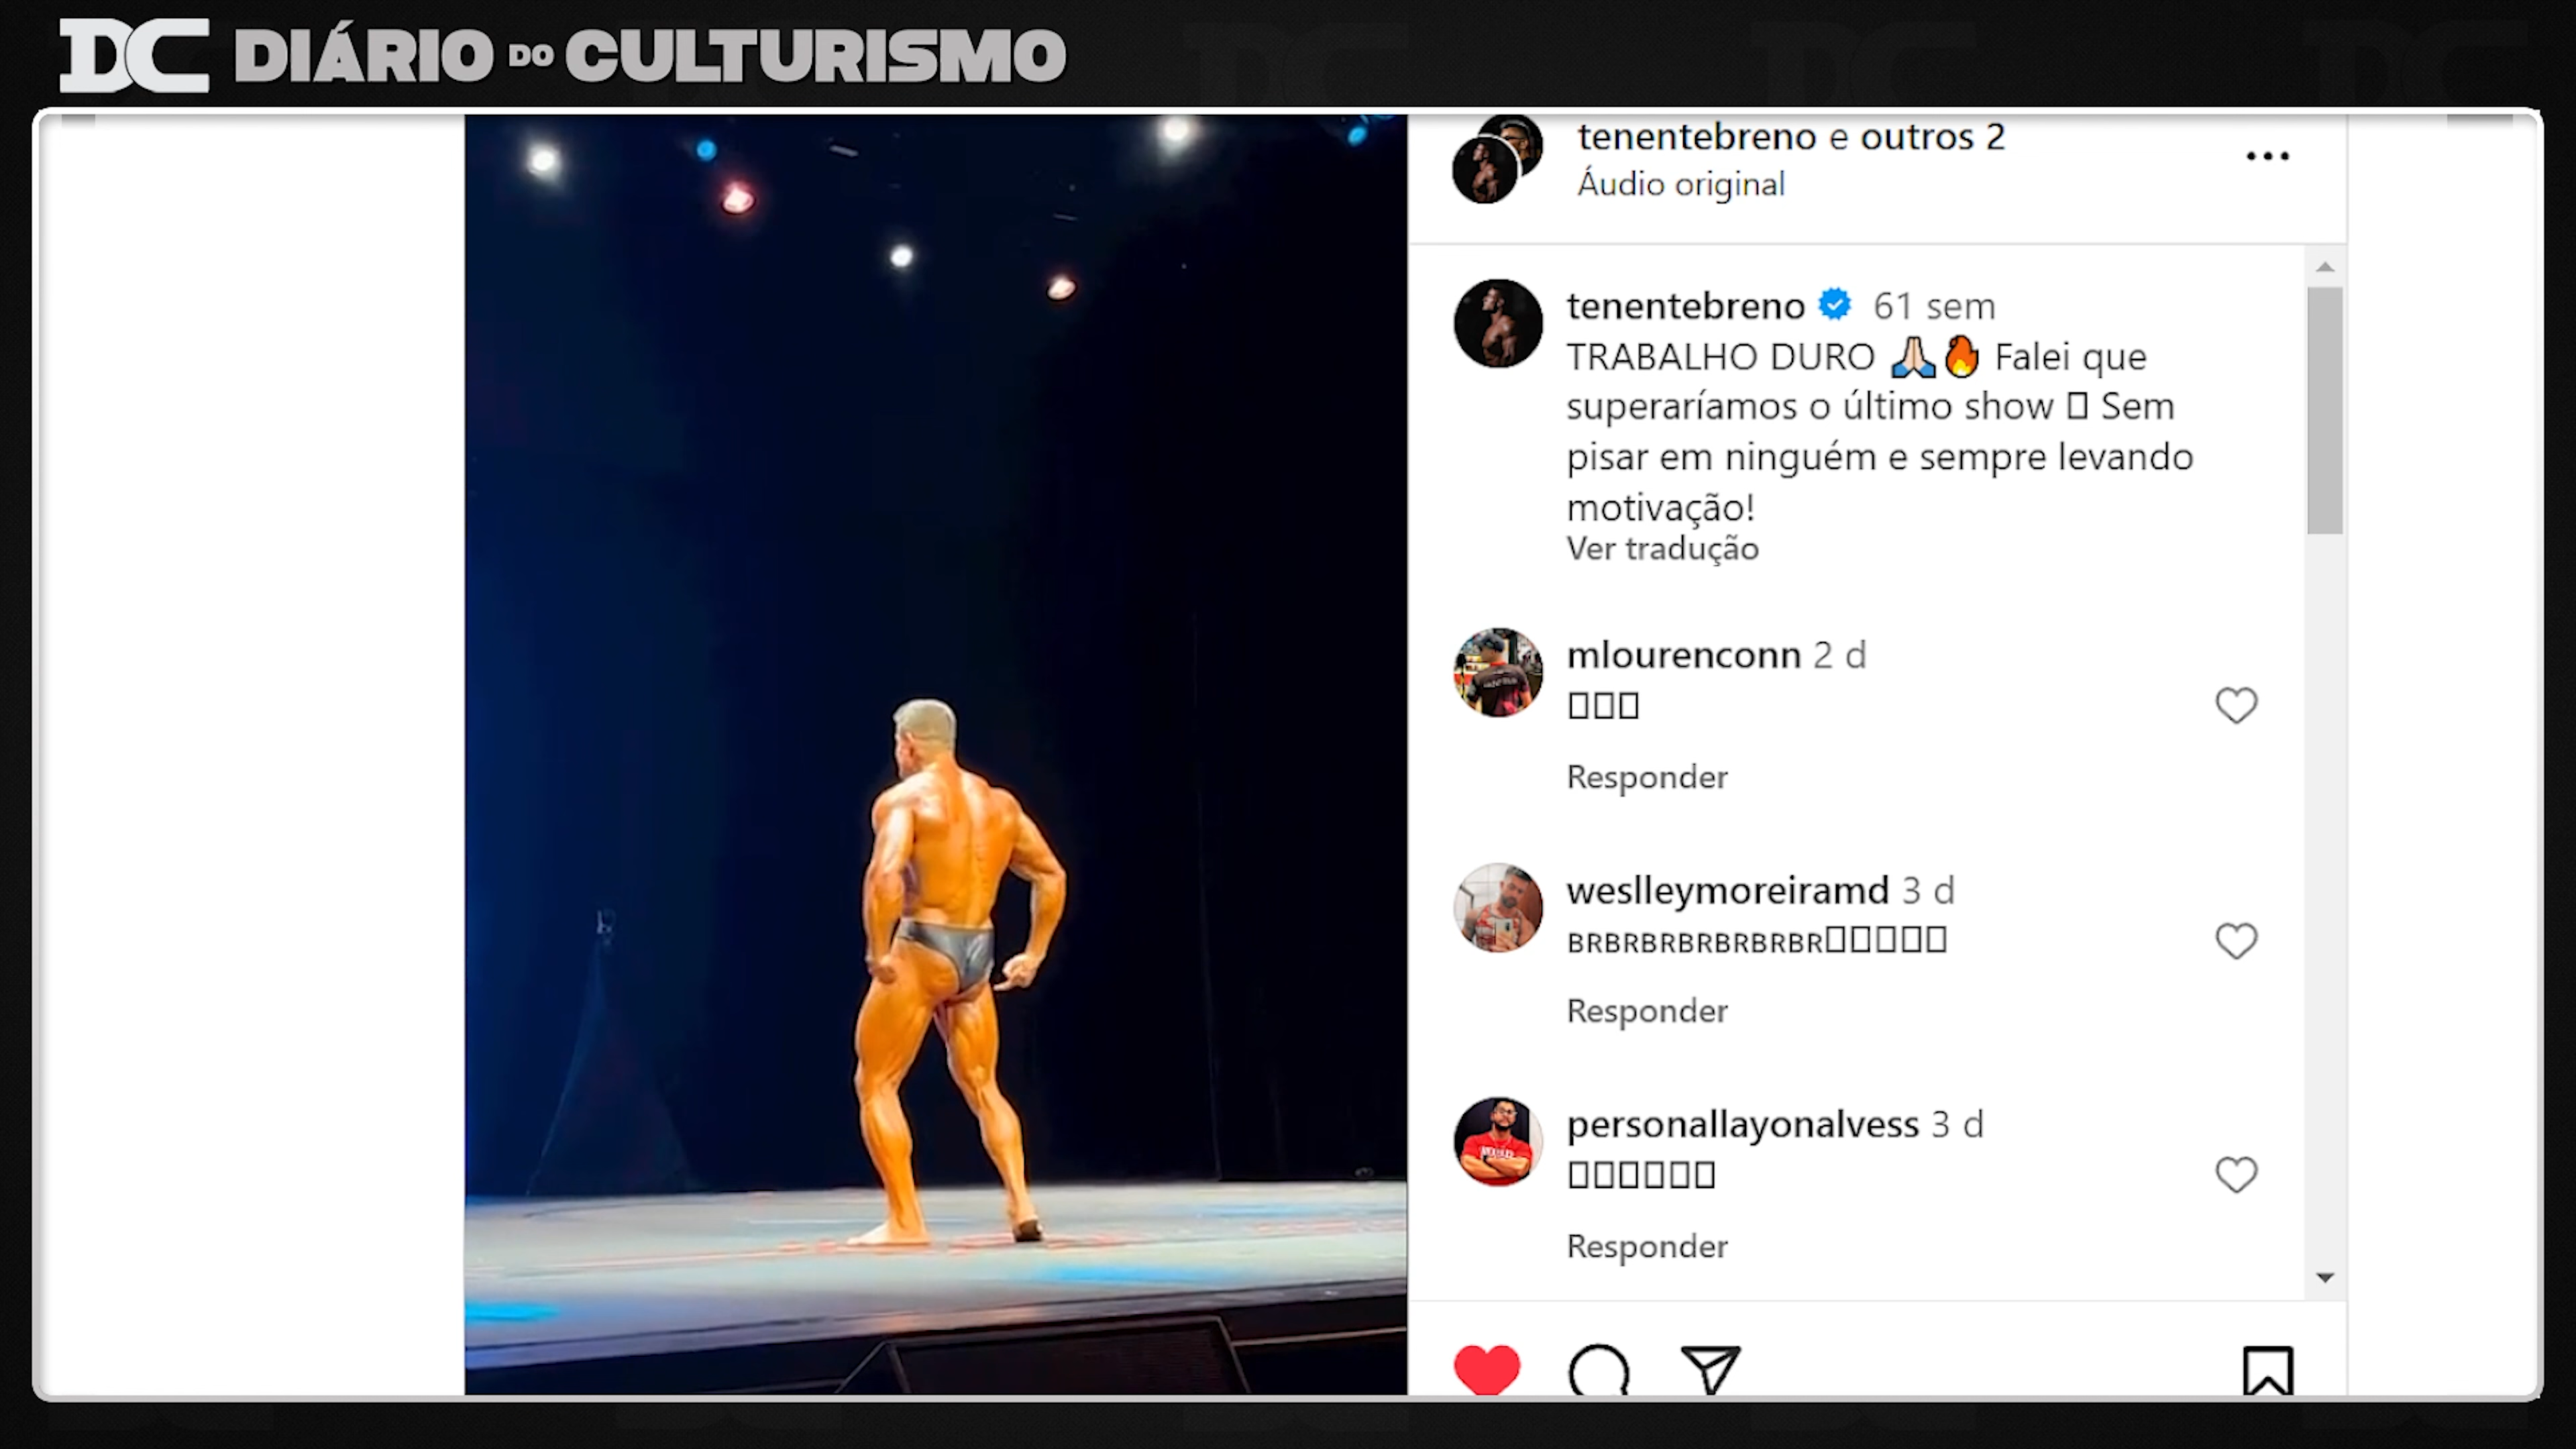 DC DIÁRIO DO CULTURISMO
tenentebreno e outros 2
Áudio original
tenentebreno 61 sem
TRABALHO DURO 🙏🏻🔥 Falei que
superaríamos o último show ▯ Sem
pisar em ninguém e sempre levando
motivação!
Ver tradução
mlourenconn 2 d
▯▯▯
Responder
weslleymoreiramd 3 d
BRBRBRBRBRBRBR▯▯▯▯▯
Responder
personallayonalvess 3 d
▯▯▯▯▯▯
Responder